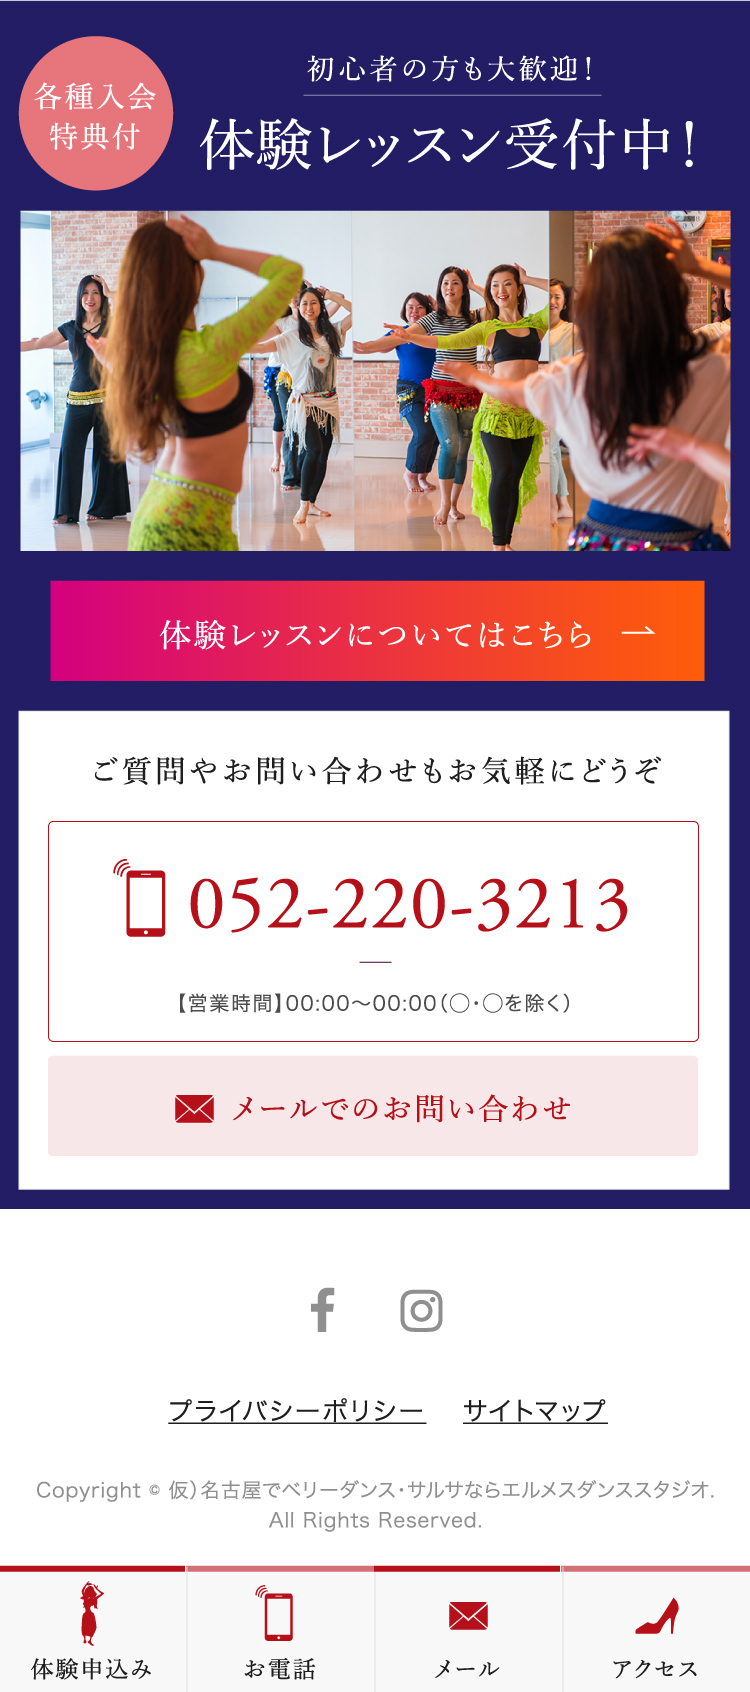 各種入会
特典付
初心者の方も大歓迎!
体験レッスン受付中!
体験レッスンについてはこちら
ご質問やお問い合わせもお気軽にどうぞ
052-220-3213
【営業時間】00:00〜00:00(◯・◯を除く)
メールでのお問い合わせ
プライバシーポリシー
サイトマップ
Copyright © 仮)名古屋でベリーダンス・サルサならエルメスダンススタジオ.
All Rights Reserved.
体験申込み
お電話
メール
アクセス